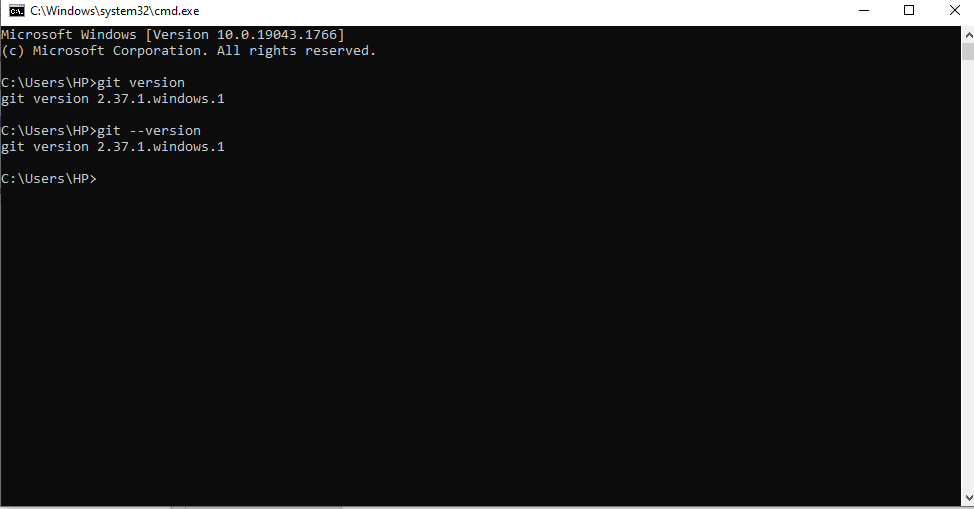 C:\Windows\system32\cmd.exe
Microsoft Windows [Version 10.0.19043.1766]
(c) Microsoft Corporation. All rights reserved.
C:\Users\HP>git version
git version 2.37.1.windows.1
C:\Users\HP>git --version
git version 2.37.1.windows.1
C:\Users\HP>